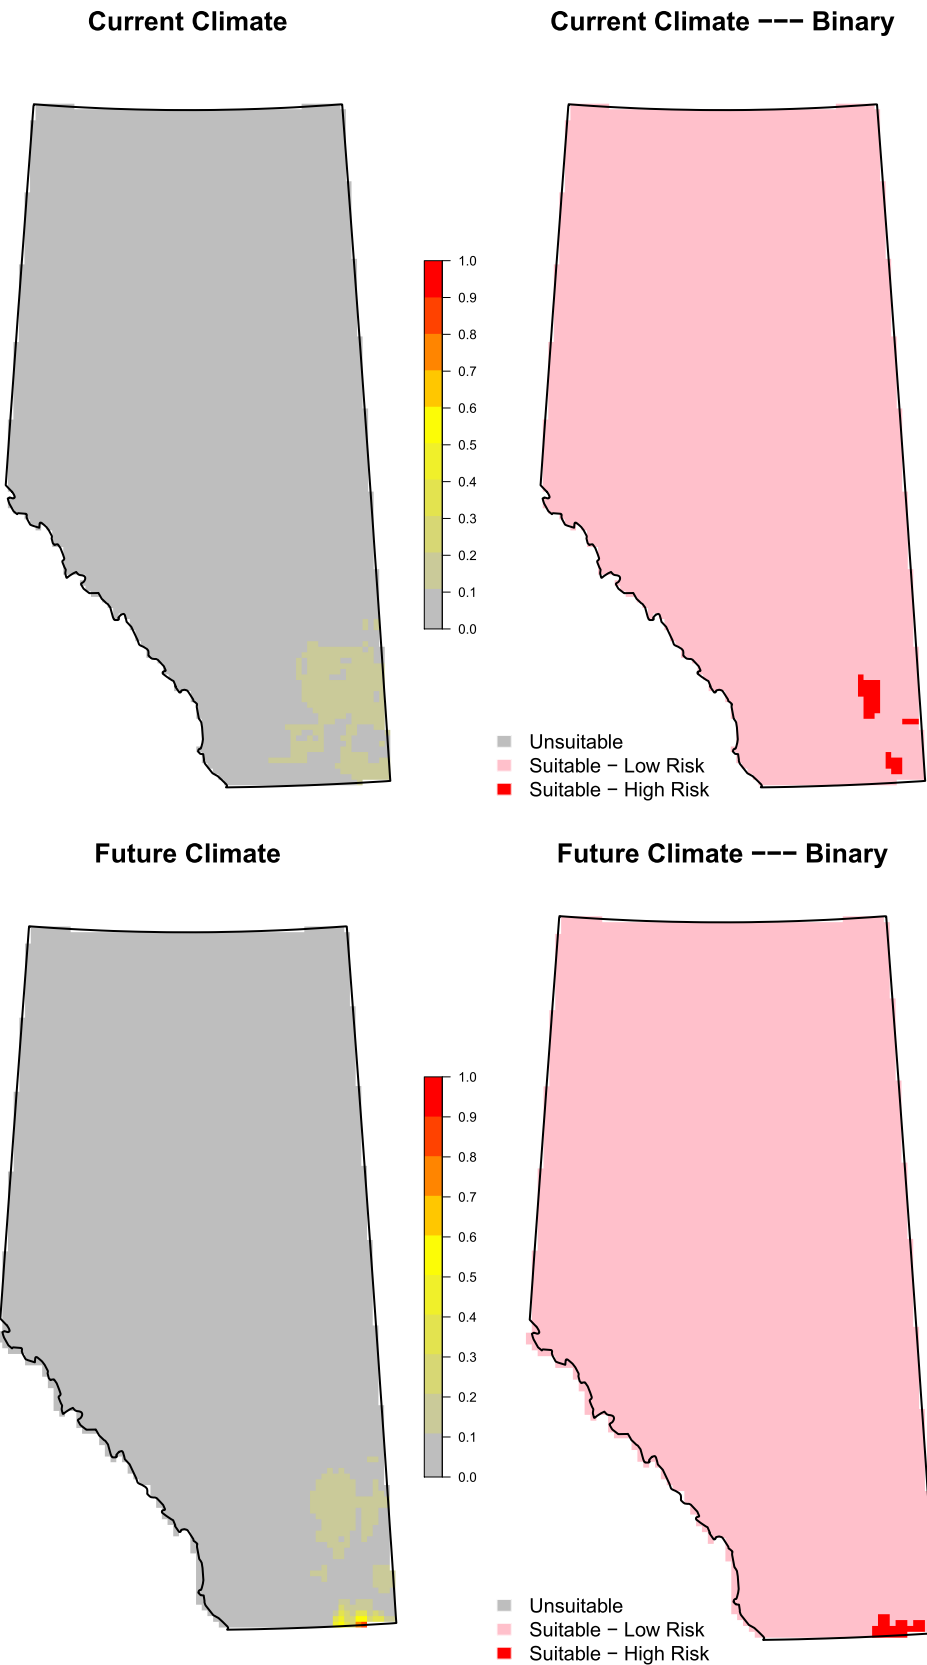 Current Climate
Current Climate −−− Binary
1.0
0.9
0.8
0.7
0.6
0.5
0.4
0.3
0.2
0.1
0.0
Unsuitable
Suitable − Low Risk
Suitable − High Risk
Future Climate
Future Climate −−− Binary
1.0
0.9
0.8
0.7
0.6
0.5
0.4
0.3
0.2
0.1
0.0
Unsuitable
Suitable − Low Risk
Suitable − High Risk